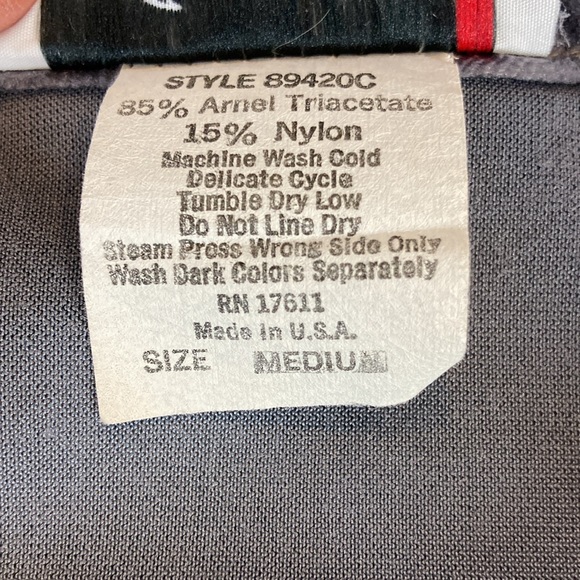 STYLE 89420C
85% Arnel Triacetate
15% Nylon
Machine Wash Cold
Delicate Cycle
Tumble Dry Low
Do Not Line Dry
Steam Press Wrong Side Only
Wash Dark Colors Separately
RN 17611
Made in U.S.A.
SIZE MEDIUM